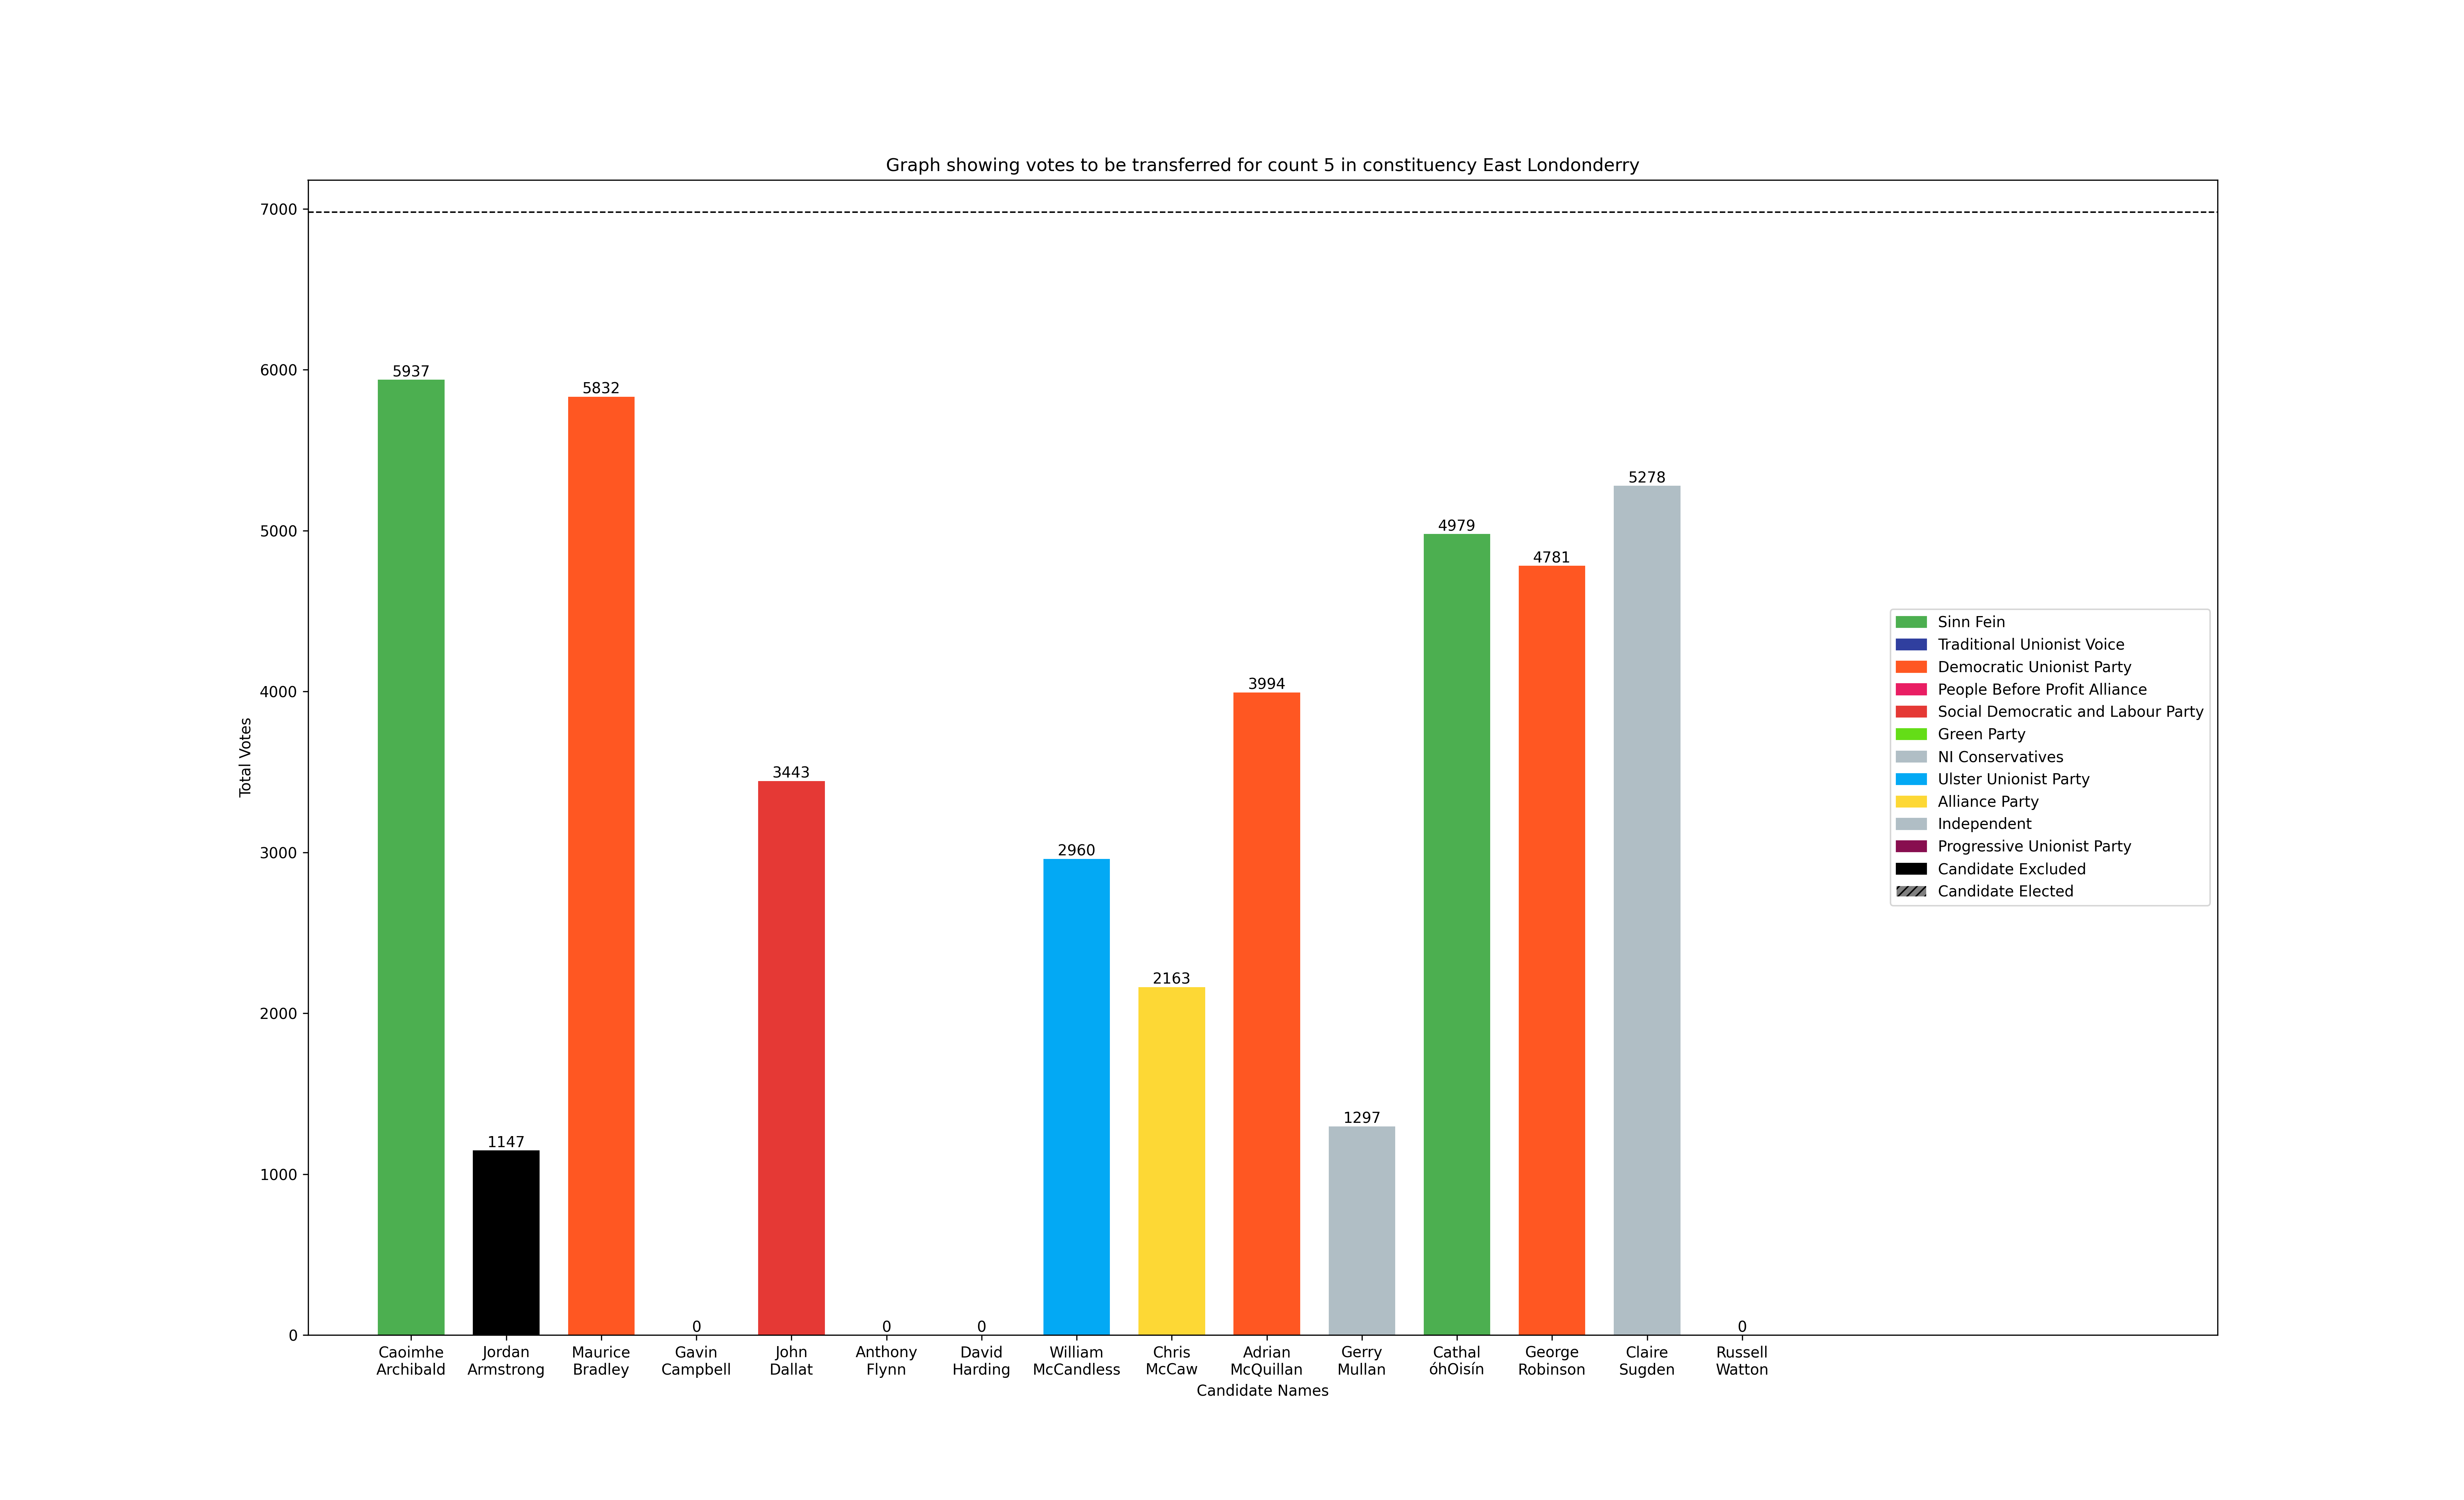 Graph showing votes to be transferred for count 5 in constituency East Londonderry
Total Votes
7000
6000
5000
4000
3000
2000
1000
0
5937
1147
5832
0
3443
0
0
2960
2163
3994
1297
4979
4781
5278
0
Caoimhe
Archibald
Jordan
Armstrong
Maurice
Bradley
Gavin
Campbell
John
Dallat
Anthony
Flynn
David
Harding
William
McCandless
Chris
McCaw
Adrian
McQuillan
Gerry
Mullan
Cathal
óhOisín
George
Robinson
Claire
Sugden
Russell
Watton
Candidate Names
Sinn Fein
Traditional Unionist Voice
Democratic Unionist Party
People Before Profit Alliance
Social Democratic and Labour Party
Green Party
NI Conservatives
Ulster Unionist Party
Alliance Party
Independent
Progressive Unionist Party
Candidate Excluded
Candidate Elected